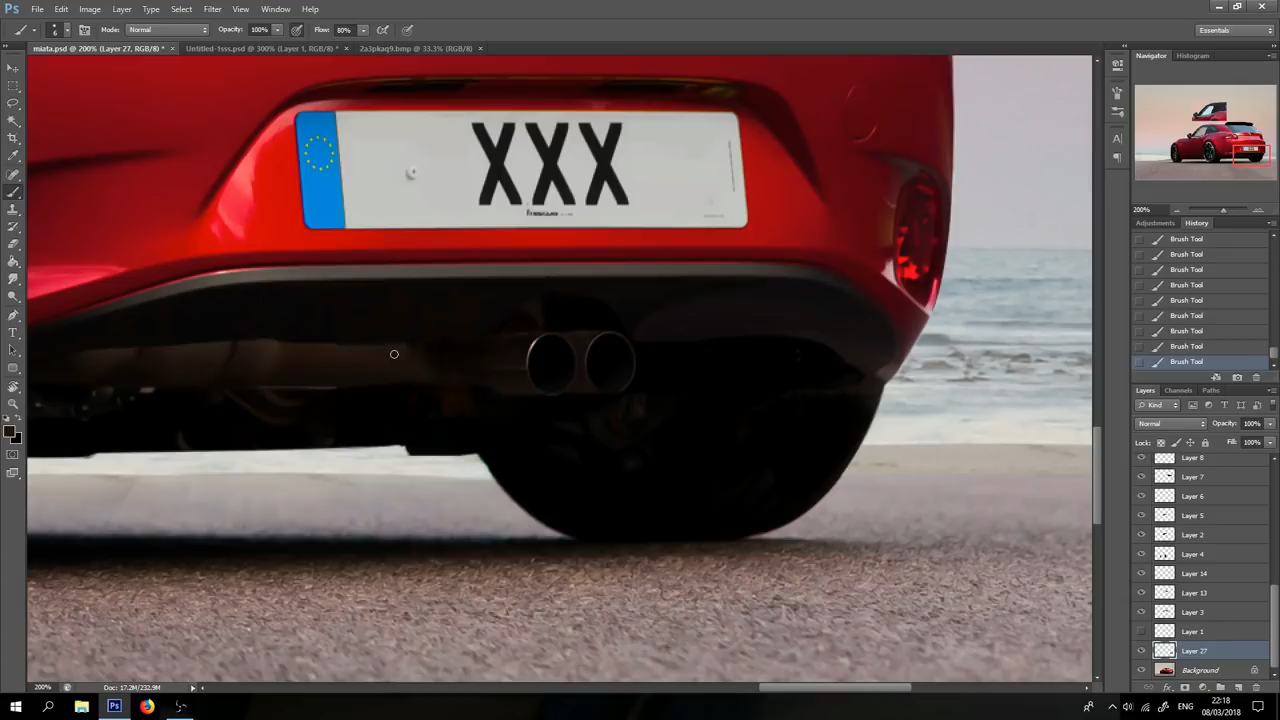 Ps File Edit Image Layer Type Select Filter View Window Help
6 Mode: Normal Opacity: 100% Flow: 80% Essentials
miata.psd @ 200% (Layer 27, RGB/8) * × Untitled-1sss.psd @ 300% (Layer 1, RGB/8) * × 2a3pkaq9.bmp @ 33.3% (RGB/8) ×
Navigator Histogram
XXX
200%
Adjustments History
Brush Tool
Brush Tool
Brush Tool
Brush Tool
Brush Tool
Brush Tool
Brush Tool
Brush Tool
Brush Tool
Layers Channels Paths
Kind
Normal Opacity: 100%
Lock: Fill: 100%
Layer 8
Layer 7
Layer 6
Layer 5
Layer 2
Layer 4
Layer 14
Layer 13
Layer 3
Layer 1
Layer 27
Background
200% Doc: 17.2M/232.9M
ENG
22:18
08/03/2018